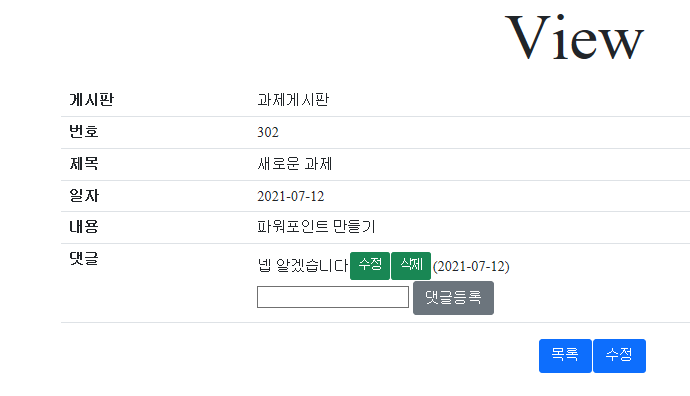 View
게시판 과제게시판
번호 302
제목 새로운 과제
일자 2021-07-12
내용 파워포인트 만들기
댓글 넵 알겠습니다 수정 삭제 (2021-07-12)
댓글등록
목록 수정